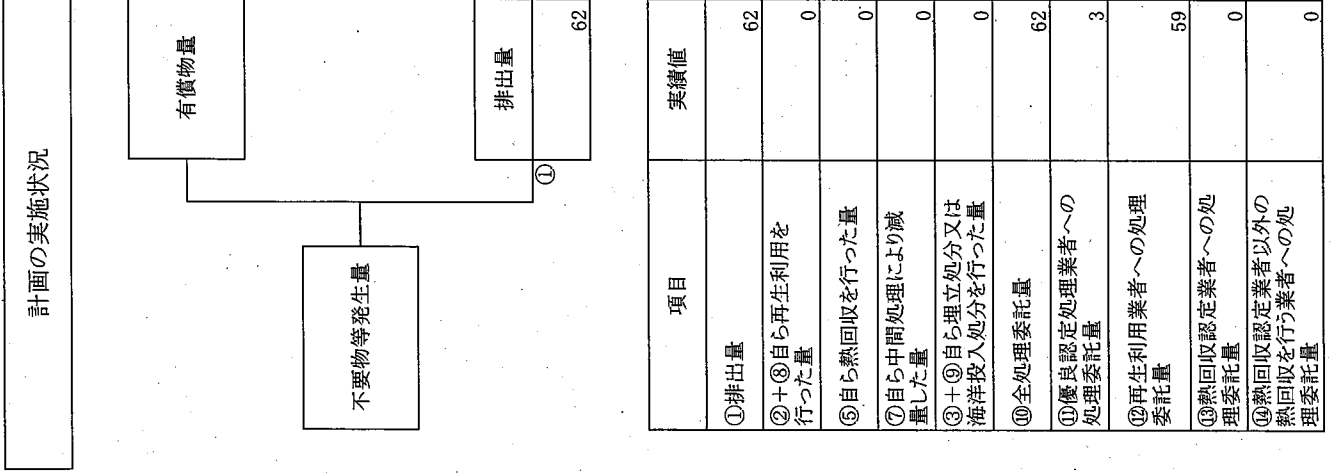 計画の実施状況
有償物量
不要物等発生量
排出量
①
62
項目
実績値
①排出量
62
②+⑧自ら再生利用を
行った量
0
⑤自ら熱回収を行った量
0
⑦自ら中間処理により減
量した量
0
③+⑨自ら埋立処分又は
海洋投入処分を行った量
0
⑩全処理委託量
62
⑪優良認定処理業者への
処理委託量
3
⑫再生利用業者への処理
委託量
59
⑬熱回収認定業者への処
理委託量
0
⑭熱回収認定業者以外の
熱回収を行う業者への処
理委託量
0